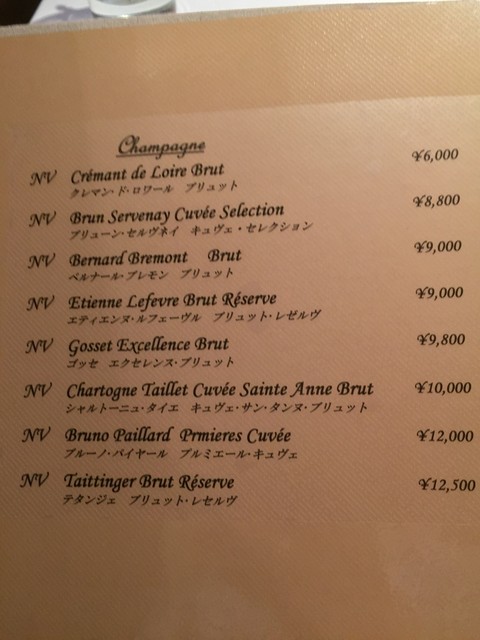 Champagne
NV Crémant de Loire Brut ¥6,000
クレマン・ド・ロワール ブリュット
NV Brun Servenay Cuvée Selection ¥8,800
ブリューン・セルヴネイ キュヴェ・セレクション
NV Bernard Bremont Brut ¥9,000
ベルナール・ブレモン ブリュット
NV Etienne Lefevre Brut Réserve ¥9,000
エティエンヌ・ルフェーヴル ブリュット・レゼルヴ
NV Gosset Excellence Brut ¥9,800
ゴッセ エクセレンス・ブリュット
NV Chartogne Taillet Cuvée Sainte Anne Brut ¥10,000
シャルトーニュ・タイエ キュヴェ・サン・タンヌ・ブリュット
NV Bruno Paillard Prmieres Cuvée ¥12,000
ブルーノ・パイヤール プルミエール・キュヴェ
NV Taittinger Brut Réserve ¥12,500
テタンジェ ブリュット・レセルヴ